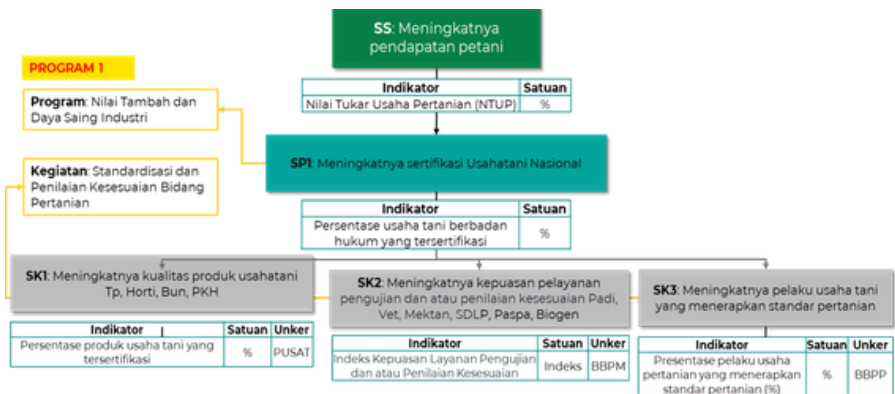 SS: Meningkatnya
pendapatan petani
PROGRAM 1
Indikator Satuan
Nilai Tukar Usaha Pertanian (NTUP) %
Program: Nilai Tambah dan
Daya Saing Industri
SP1: Meningkatnya sertifikasi Usahatani Nasional
Kegiatan: Standardisasi dan
Penilaian Kesesuaian Bidang
Pertanian
Indikator Satuan
Persentase usaha tani berbadan
hukum yang tersertifikasi %
SK1: Meningkatnya kualitas produk usahatani
Tp, Horti, Bun, PKH
SK2: Meningkatnya kepuasan pelayanan
pengujian dan atau penilaian kesesuaian Padi,
Vet, Mektan, SDLP, Paspa, Biogen
SK3: Meningkatnya pelaku usaha tani
yang menerapkan standar pertanian
Indikator Satuan Unker
Persentase produk usaha tani yang
tersertifikasi % PUSAT
Indikator Satuan Unker
Indeks Kepuasan Layanan Pengujian
dan atau Penilaian Kesesuaian Indeks BBPM
Indikator Satuan Unker
Presentase pelaku usaha
pertanian yang menerapkan % BBPP
standar pertanian (%)